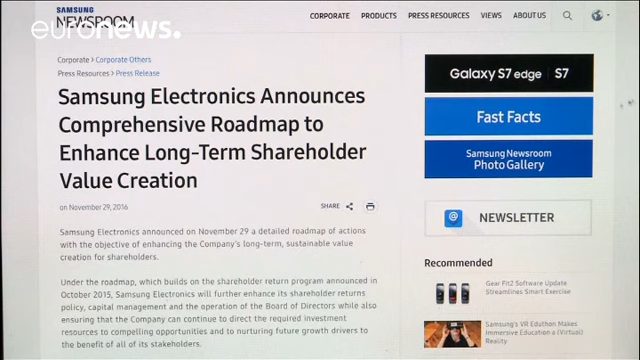 SAMSUNG
NEWSROOM
euronews.
CORPORATE PRODUCTS PRESS RESOURCES VIEWS ABOUT US
Corporate > Corporate Others
Press Resources > Press Release
Samsung Electronics Announces
Comprehensive Roadmap to
Enhance Long-Term Shareholder
Value Creation
on November 29, 2016
SHARE
Samsung Electronics announced on November 29 a detailed roadmap of actions
with the objective of enhancing the Company's long-term, sustainable value
creation for shareholders.
Under the roadmap, which builds on the shareholder return program announced in
October 2015, Samsung Electronics will further enhance its shareholder returns
policy, capital management and the operation of the Board of Directors while also
ensuring that the Company can continue to direct the required investment
resources to compelling opportunities and to nurturing future growth drivers to
the benefit of all of its stakeholders.
Galaxy S7 edge | S7
Fast Facts
Samsung Newsroom
Photo Gallery
@ NEWSLETTER
Recommended
Gear Fit2 Software Update
Streamlines Smart Exercise
Samsung's VR Eduthon Makes
Immersive Education a (Virtual)
Reality